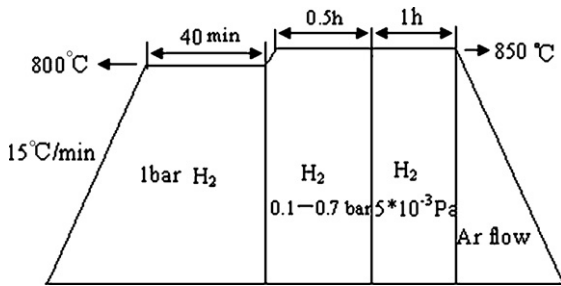 0.5h
1h
40 min
800°C
850 ℃
15℃/min
1bar H₂
H₂
0.1—0.7 bar
H₂
5*10⁻³Pa
Ar flow